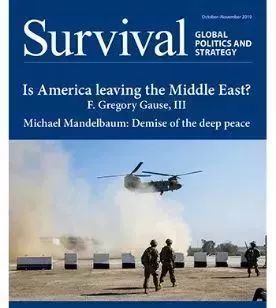 October–November 2019
Survival
GLOBAL
POLITICS AND
STRATEGY
Is America leaving the Middle East?
F. Gregory Gause, III
Michael Mandelbaum: Demise of the deep peace